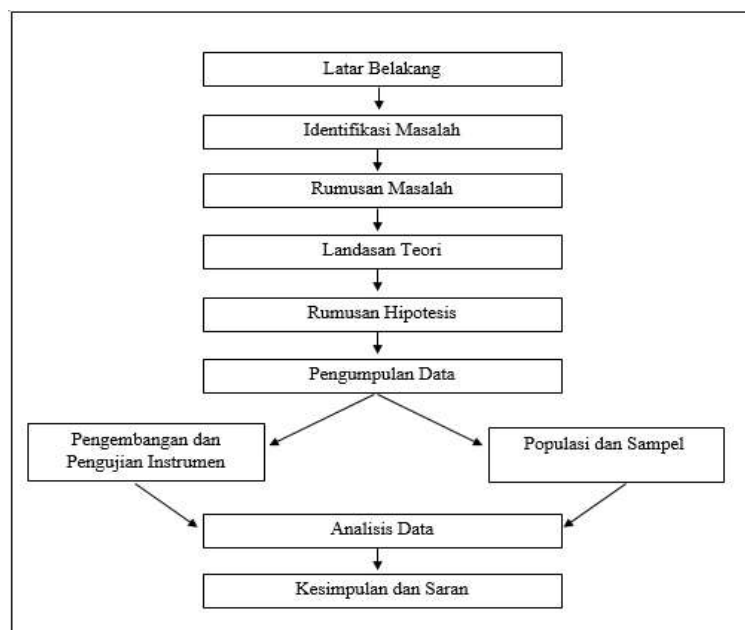 Latar Belakang
Identifikasi Masalah
Rumusan Masalah
Landasan Teori
Rumusan Hipotesis
Pengumpulan Data
Pengembangan dan
Pengujian Instrumen
Populasi dan Sampel
Analisis Data
Kesimpulan dan Saran